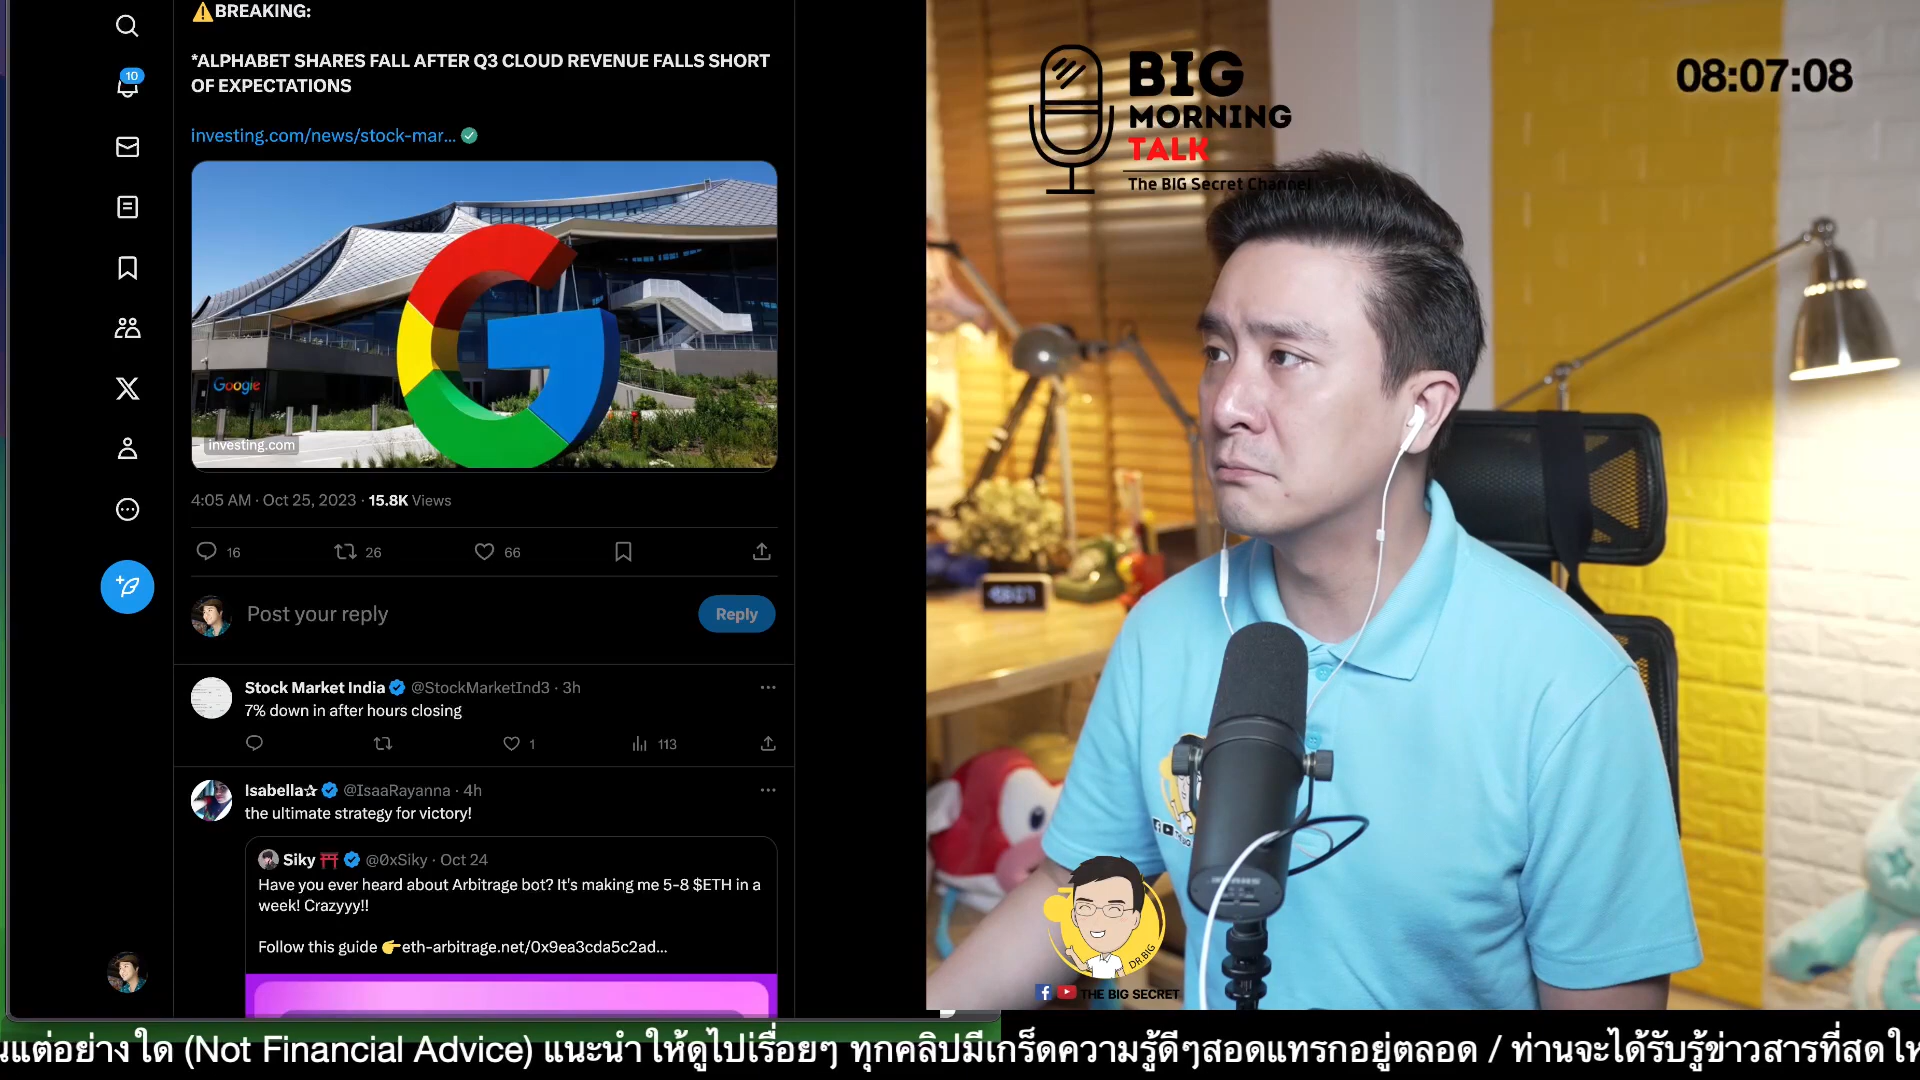 ⚠️BREAKING:
*ALPHABET SHARES FALL AFTER Q3 CLOUD REVENUE FALLS SHORT
OF EXPECTATIONS
investing.com/news/stock-mar...
Google
investing.com
4:05 AM · Oct 25, 2023 · 15.8K Views
16 26 66
Post your reply
Reply
Stock Market India @StockMarketInd3 · 3h
7% down in after hours closing
1 113
Isabella☆ @IsaaRayanna · 4h
the ultimate strategy for victory!
Siky ⛩️ @0xSiky · Oct 24
Have you ever heard about Arbitrage bot? It's making me 5-8 $ETH in a
week! Crazyyy!!
Follow this guide 👉eth-arbitrage.net/0x9ea3cda5c2ad...
10
BIG
MORNING
TALK
The BIG Secret Channel
08:07:08
DR.BIG
THE BIG SECRET
นแต่อย่างใด (Not Financial Advice) แนะนำให้ดูไปเรื่อยๆ ทุกคลิปมีเกร็ดความรู้ดีๆสอดแทรกอยู่ตลอด / ท่านจะได้รับรู้ข่าวสารที่สดให